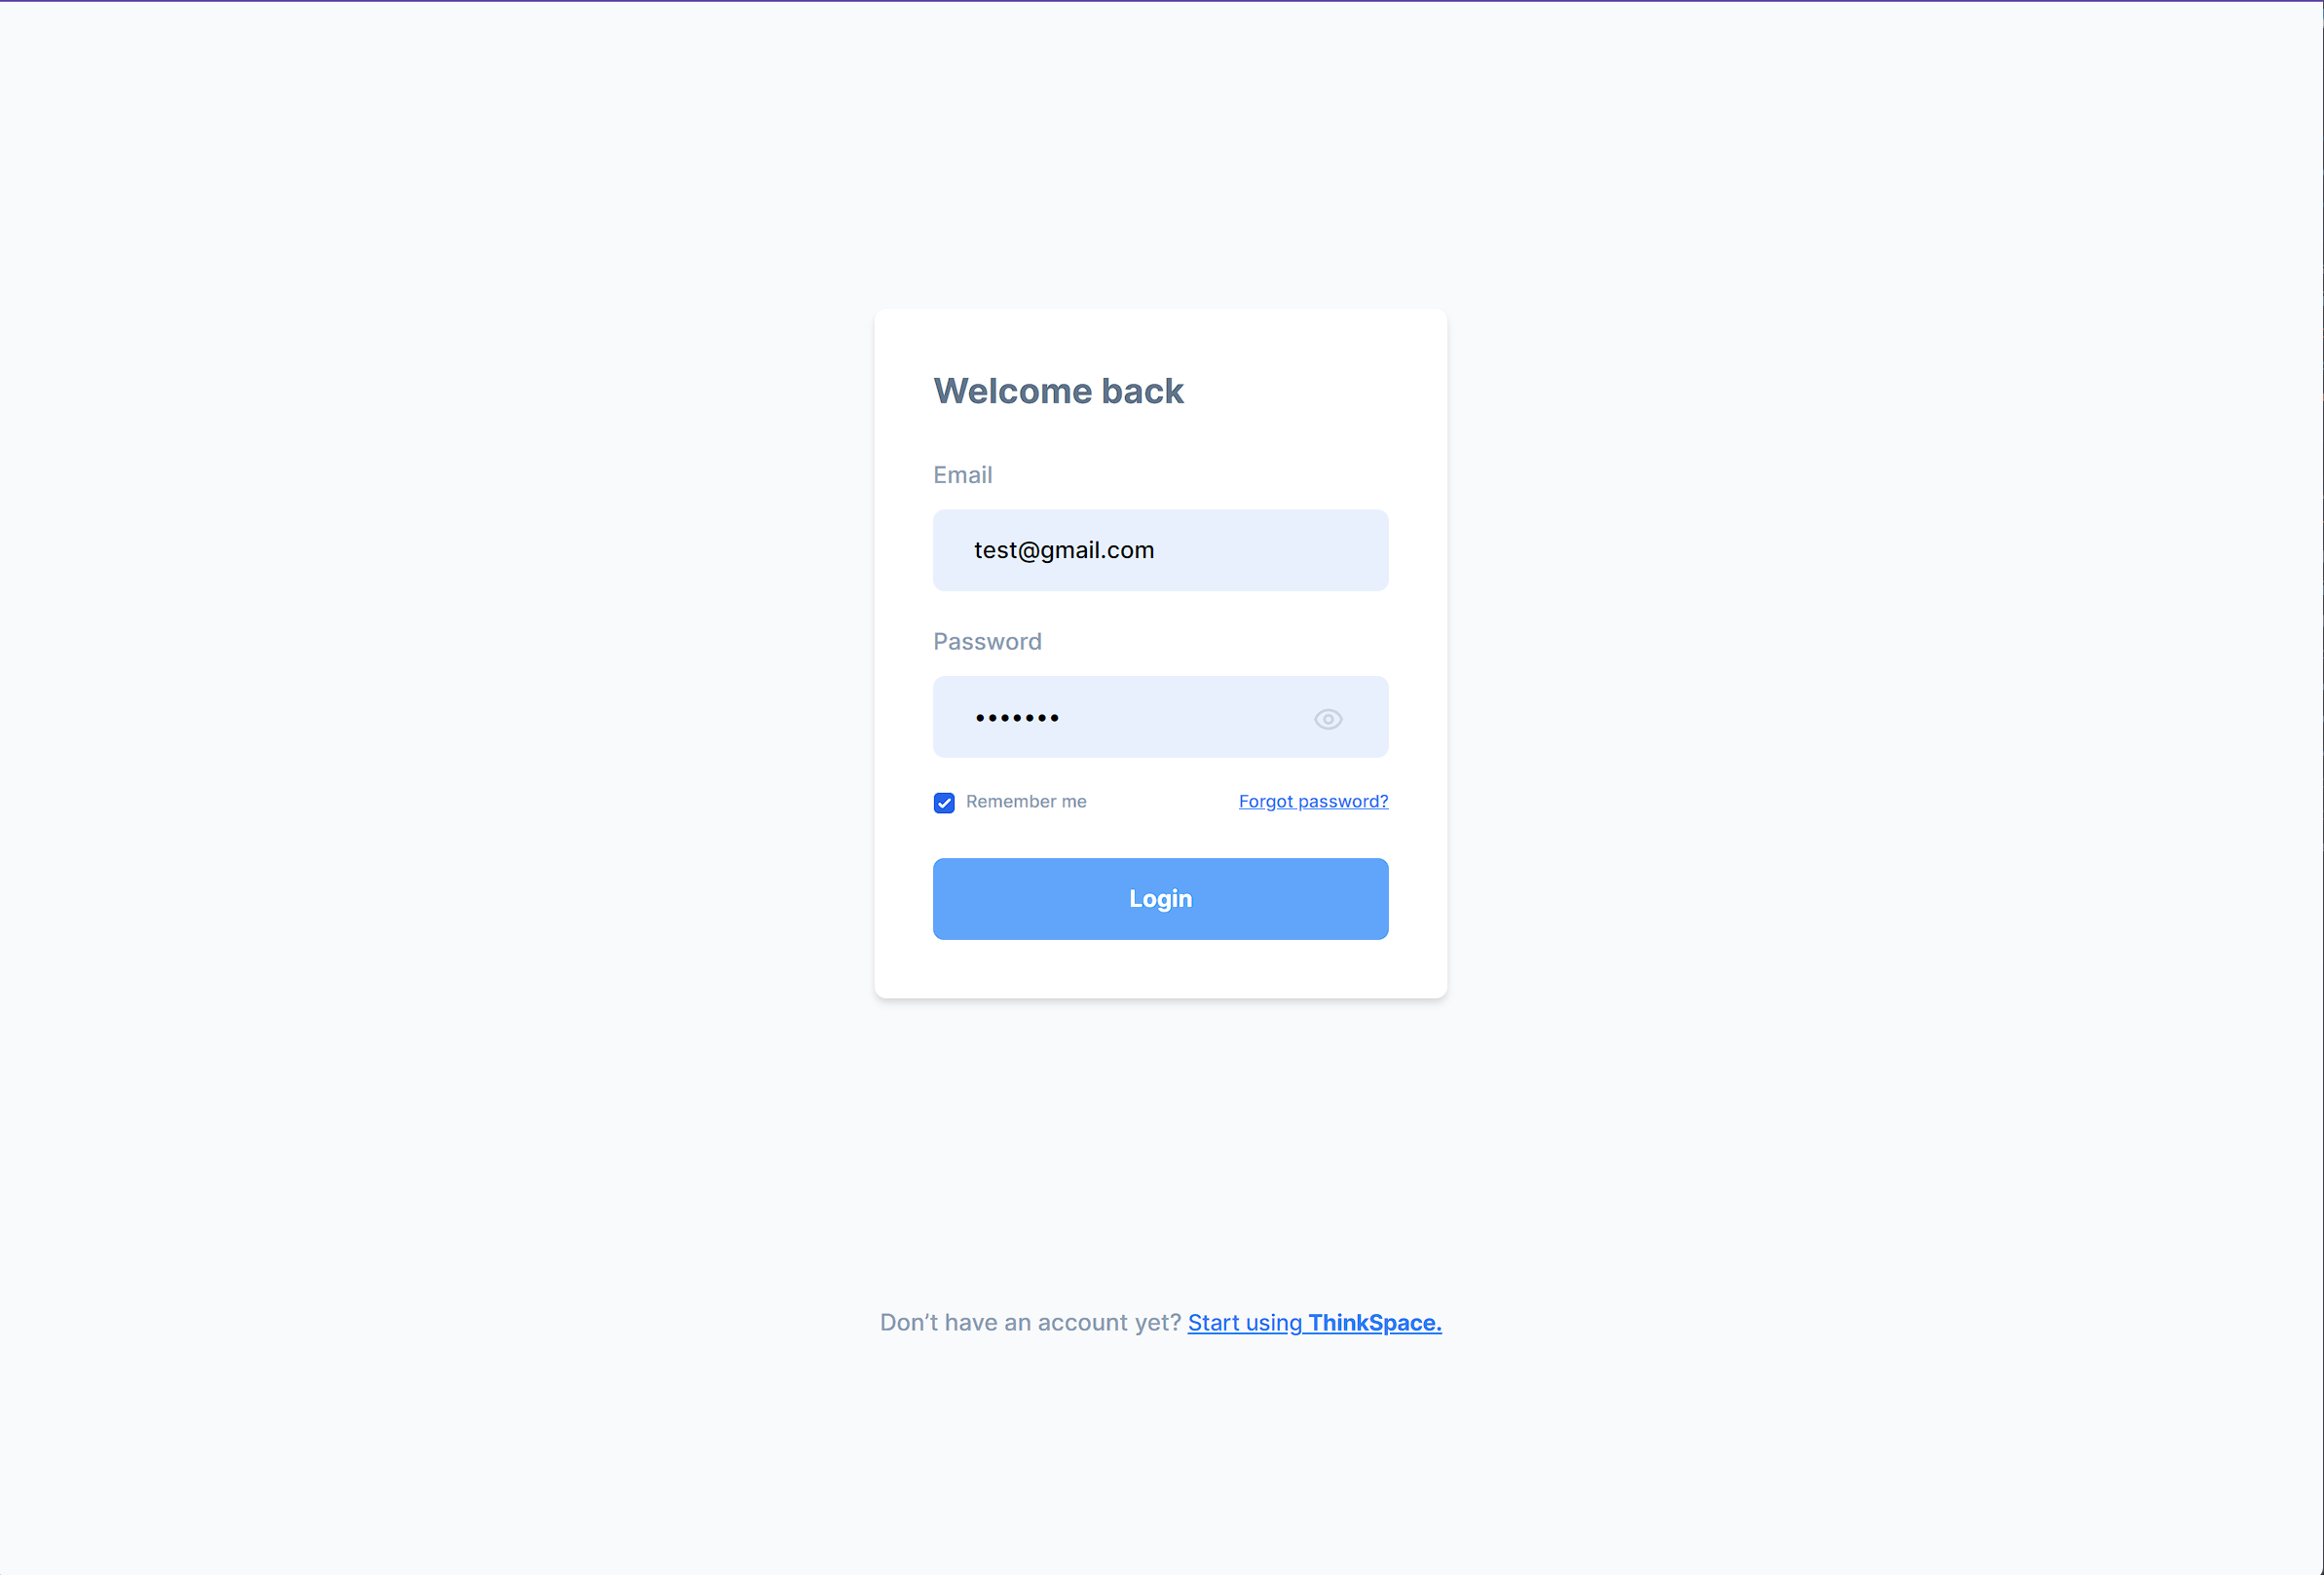 Welcome back
Email
test@gmail.com
Password
•••••••
Remember me
Forgot password?
Login
Don’t have an account yet? Start using ThinkSpace.